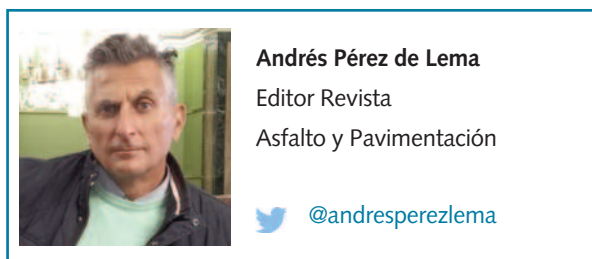 Andrés Pérez de Lema
Editor Revista
Asfalto y Pavimentación
@andresperezlema